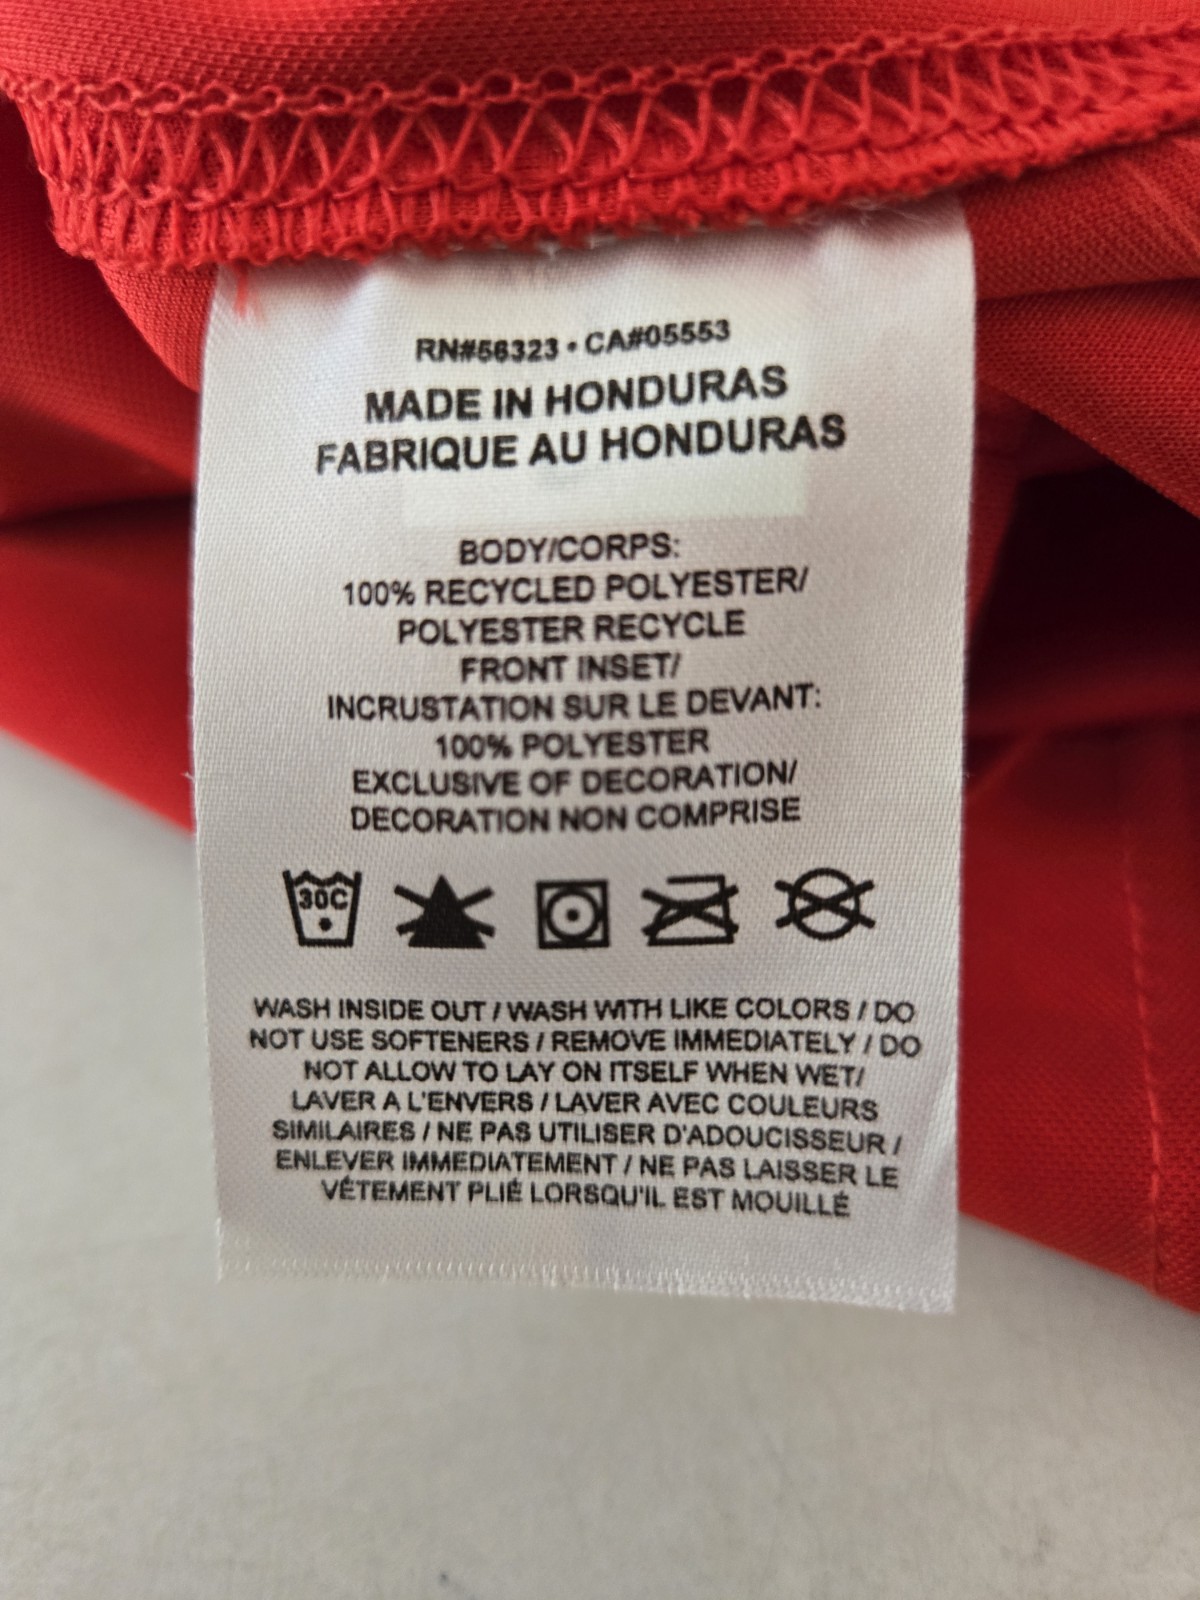 RN#56323 • CA#05553
MADE IN HONDURAS
FABRIQUE AU HONDURAS
BODY/CORPS:
100% RECYCLED POLYESTER/
POLYESTER RECYCLE
FRONT INSET/
INCRUSTATION SUR LE DEVANT:
100% POLYESTER
EXCLUSIVE OF DECORATION/
DECORATION NON COMPRISE
30C
WASH INSIDE OUT / WASH WITH LIKE COLORS / DO
NOT USE SOFTENERS / REMOVE IMMEDIATELY / DO
NOT ALLOW TO LAY ON ITSELF WHEN WET/
LAVER A L'ENVERS / LAVER AVEC COULEURS
SIMILAIRES / NE PAS UTILISER D'ADOUCISSEUR /
ENLEVER IMMEDIATEMENT / NE PAS LAISSER LE
VÉTEMENT PLIÉ LORSQU'IL EST MOUILLÉ